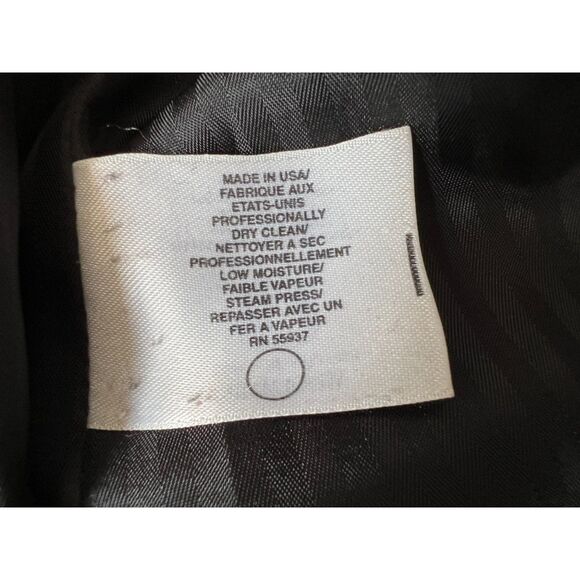 MADE IN USA/
FABRIQUE AUX
ETATS-UNIS
PROFESSIONALLY
DRY CLEAN/
NETTOYER A SEC
PROFESSIONNELLEMENT
LOW MOISTURE/
FAIBLE VAPEUR
STEAM PRESS/
REPASSER AVEC UN
FER A VAPEUR
RN 55937